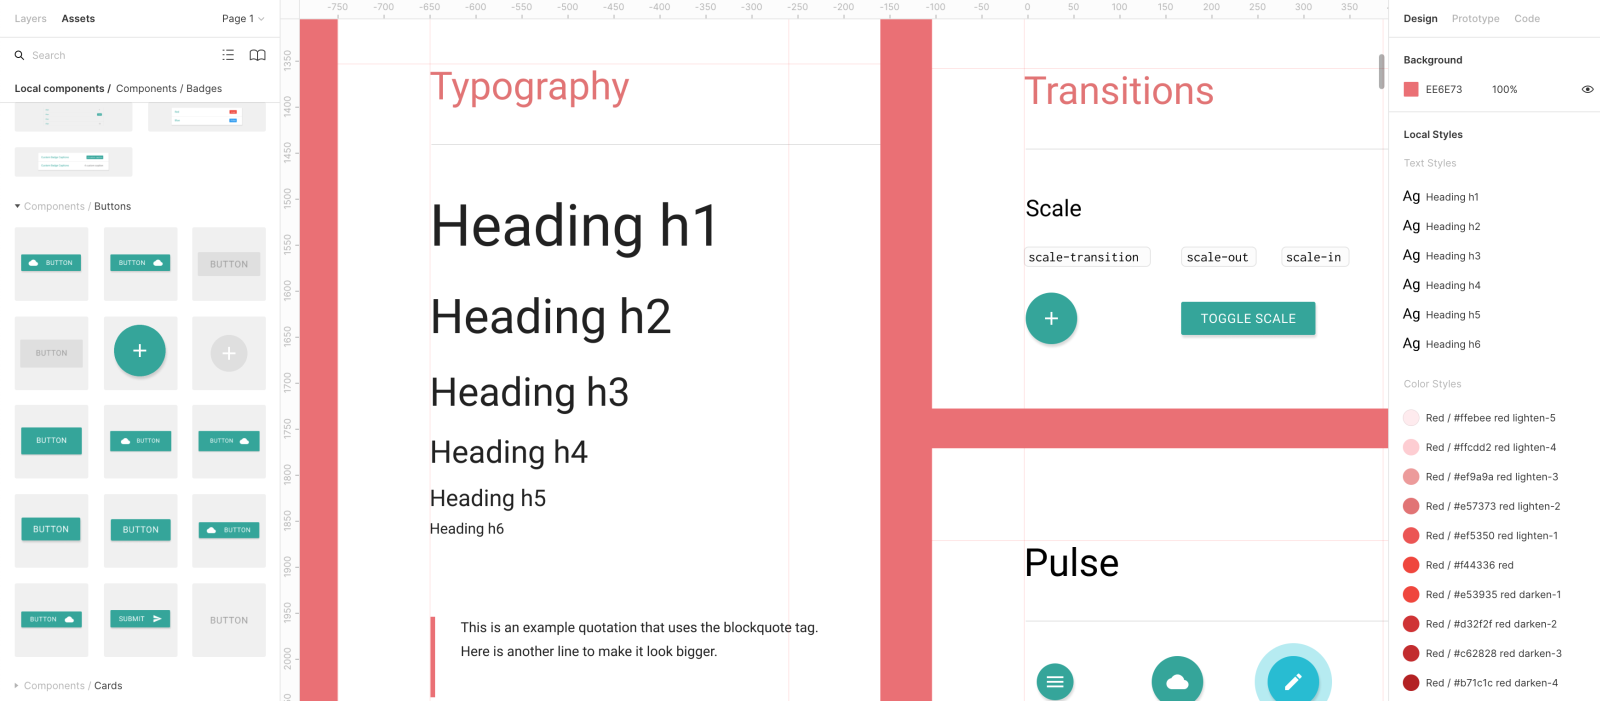 Layers Assets Page 1
Search
Local components / Components / Badges
Components / Buttons
BUTTON BUTTON BUTTON
BUTTON
BUTTON BUTTON BUTTON
BUTTON BUTTON BUTTON
BUTTON SUBMIT BUTTON
Components / Cards
-750 -700 -650 -600 -550 -500 -450 -400 -350 -300 -250 -200 -150 -100 -50 0 50 100 150 200 250 300 350
1350
1400
1450
1500
1550
1600
1650
1700
1750
1800
1850
1900
1950
2000
Typography
Heading h1
Heading h2
Heading h3
Heading h4
Heading h5
Heading h6
This is an example quotation that uses the blockquote tag.
Here is another line to make it look bigger.
Transitions
Scale
scale-transition scale-out scale-in
TOGGLE SCALE
Pulse
Design Prototype Code
Background
EE6E73 100%
Local Styles
Text Styles
Ag Heading h1
Ag Heading h2
Ag Heading h3
Ag Heading h4
Ag Heading h5
Ag Heading h6
Color Styles
Red / #ffebee red lighten-5
Red / #ffcdd2 red lighten-4
Red / #ef9a9a red lighten-3
Red / #e57373 red lighten-2
Red / #ef5350 red lighten-1
Red / #f44336 red
Red / #e53935 red darken-1
Red / #d32f2f red darken-2
Red / #c62828 red darken-3
Red / #b71c1c red darken-4